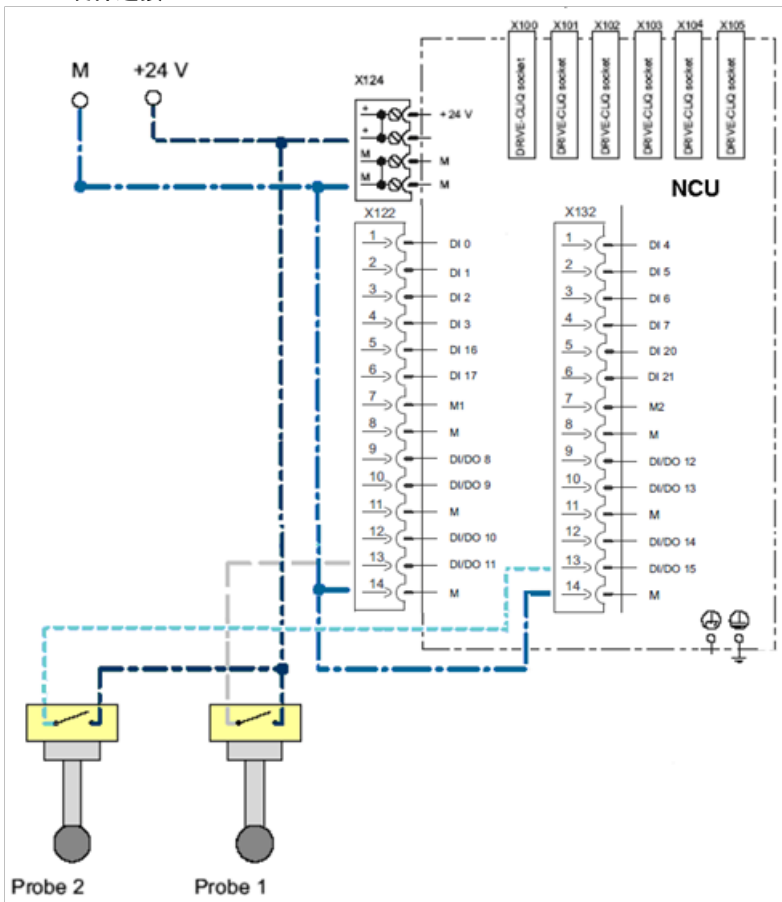 X100 X101 X102 X103 X104 X105
DRIVE-CLiQ socket
DRIVE-CLiQ socket
DRIVE-CLiQ socket
DRIVE-CLiQ socket
DRIVE-CLiQ socket
DRIVE-CLiQ socket
NCU
M
+24 V
X124
+ +24 V
+
M M
M M
X122
1 DI 0
2 DI 1
3 DI 2
4 DI 3
5 DI 16
6 DI 17
7 M1
8 M
9 DI/DO 8
10 DI/DO 9
11 M
12 DI/DO 10
13 DI/DO 11
14 M
X132
1 DI 4
2 DI 5
3 DI 6
4 DI 7
5 DI 20
6 DI 21
7 M2
8 M
9 DI/DO 12
10 DI/DO 13
11 M
12 DI/DO 14
13 DI/DO 15
14 M
Probe 2
Probe 1